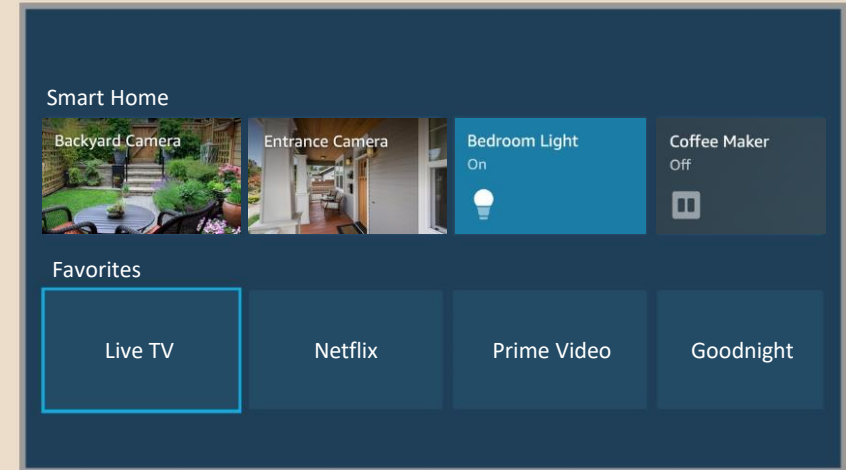 Smart Home
Backyard Camera
Entrance Camera
Bedroom Light
On
Coffee Maker
Off
Favorites
Live TV
Netflix
Prime Video
Goodnight